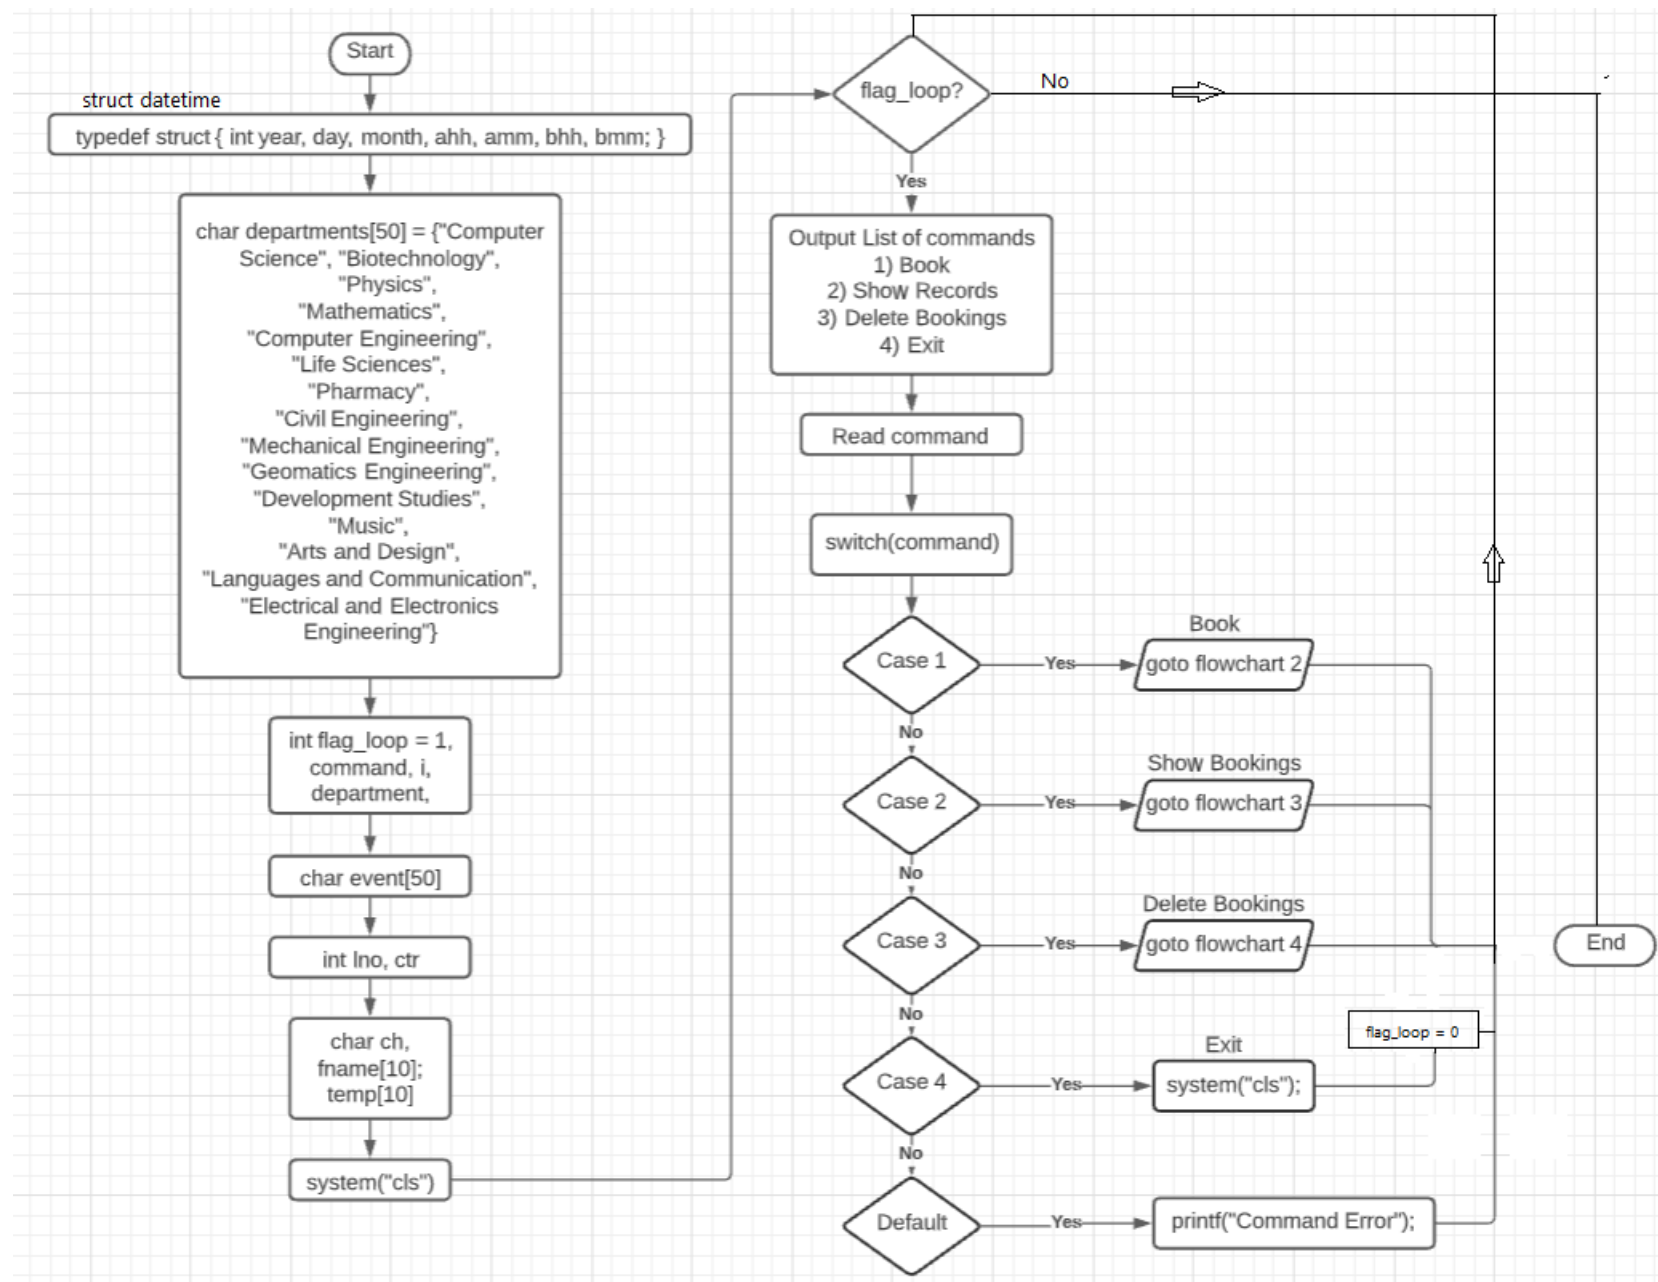 Start
struct datetime
typedef struct { int year, day, month, ahh, amm, bhh, bmm; }
char departments[50] = {"Computer
Science", "Biotechnology",
"Physics",
"Mathematics",
"Computer Engineering",
"Life Sciences",
"Pharmacy",
"Civil Engineering",
"Mechanical Engineering",
"Geomatics Engineering",
"Development Studies",
"Music",
"Arts and Design",
"Languages and Communication",
"Electrical and Electronics
Engineering"}
int flag_loop = 1,
command, i,
department,
char event[50]
int lno, ctr
char ch,
fname[10];
temp[10]
system("cls")
flag_loop?
No
Yes
Output List of commands
1) Book
2) Show Records
3) Delete Bookings
4) Exit
Read command
switch(command)
Case 1
Yes
Book
goto flowchart 2
No
Case 2
Yes
Show Bookings
goto flowchart 3
No
Case 3
Yes
Delete Bookings
goto flowchart 4
No
Case 4
Yes
Exit
system("cls");
flag_loop = 0
No
Default
Yes
printf("Command Error");
End